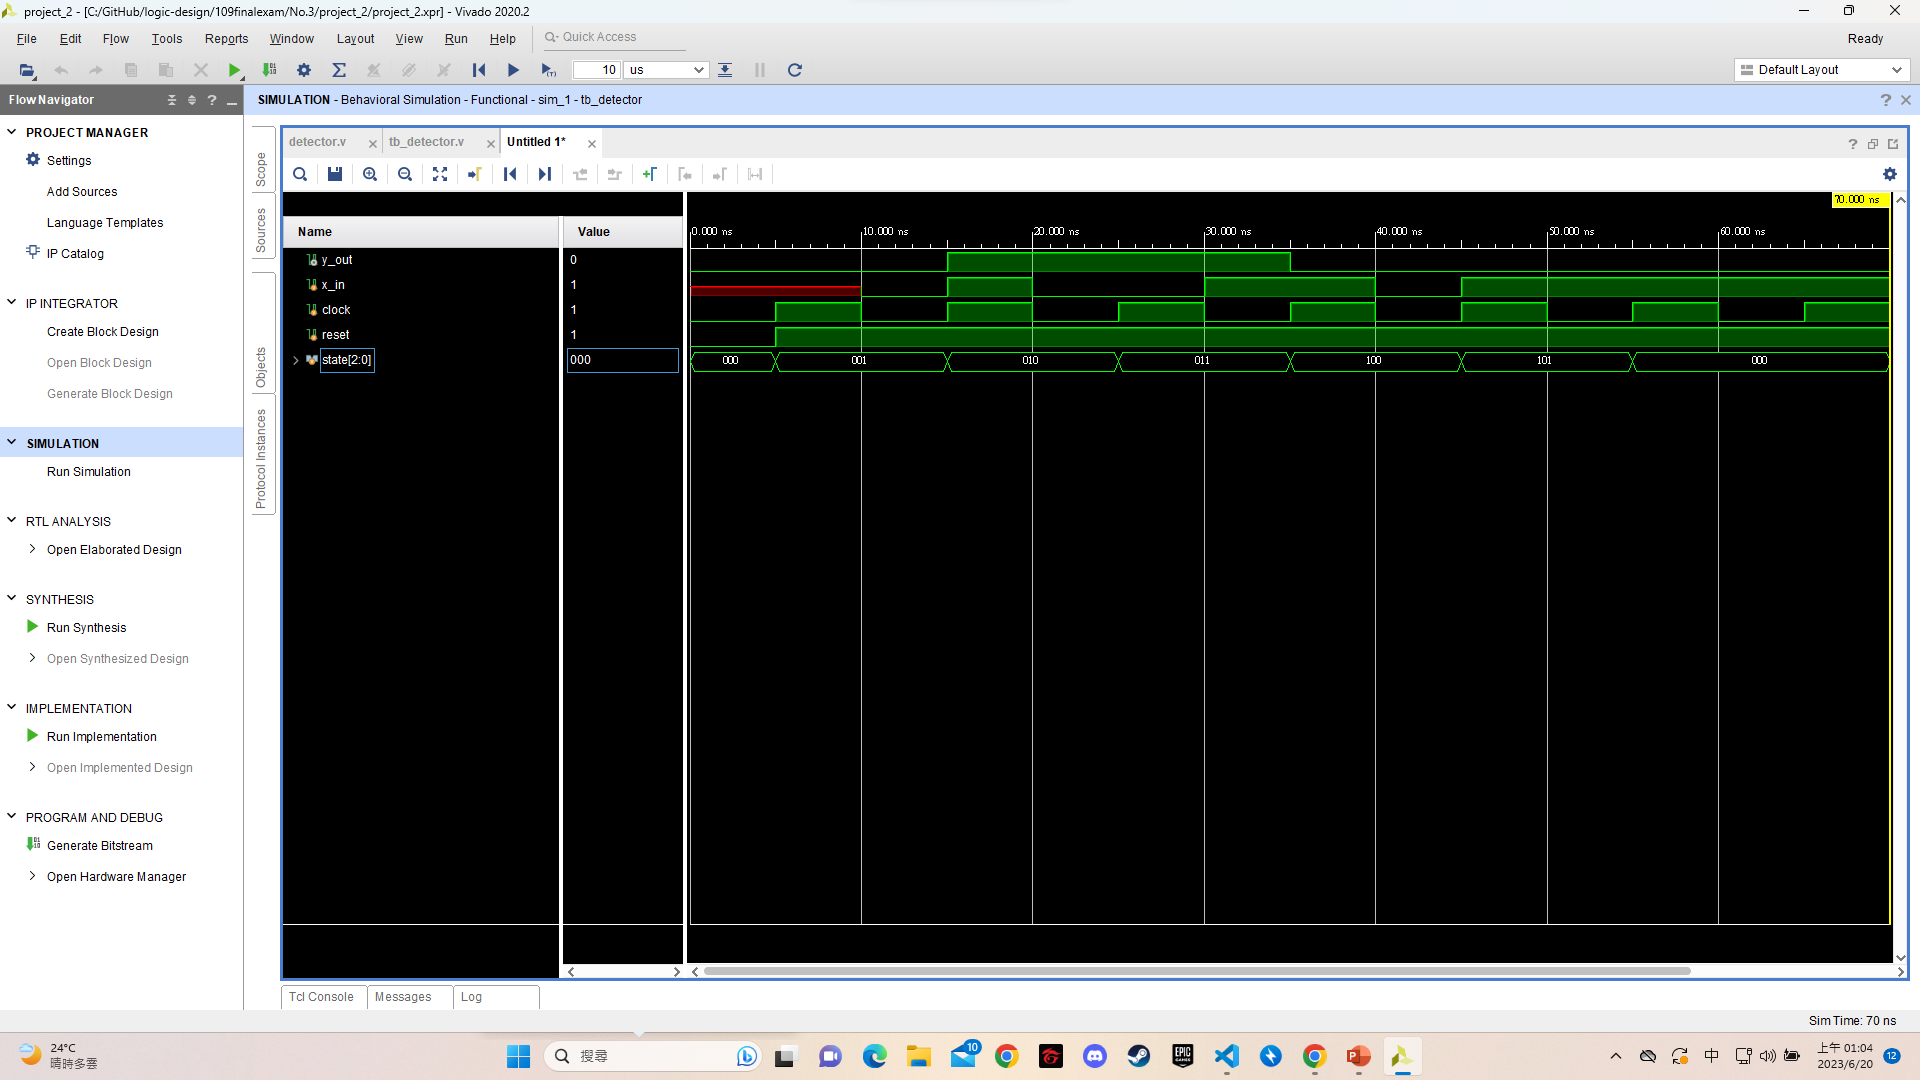 project_2 - [C:/GitHub/logic-design/109finalexam/No.3/project_2/project_2.xpr] - Vivado 2020.2
File Edit Flow Tools Reports Window Layout View Run Help Quick Access Ready
10 us Default Layout
Flow Navigator
SIMULATION - Behavioral Simulation - Functional - sim_1 - tb_detector
PROJECT MANAGER
Settings
Add Sources
Language Templates
IP Catalog
IP INTEGRATOR
Create Block Design
Open Block Design
Generate Block Design
SIMULATION
Run Simulation
RTL ANALYSIS
Open Elaborated Design
SYNTHESIS
Run Synthesis
Open Synthesized Design
IMPLEMENTATION
Run Implementation
Open Implemented Design
PROGRAM AND DEBUG
Generate Bitstream
Open Hardware Manager
Scope
Sources
Objects
Protocol Instances
detector.v tb_detector.v Untitled 1*
70.000 ns
Name Value
0.000 ns 10.000 ns 20.000 ns 30.000 ns 40.000 ns 50.000 ns 60.000 ns
y_out 0
x_in 1
clock 1
reset 1
state[2:0] 000 000 001 010 011 100 101 000
Tcl Console Messages Log
Sim Time: 70 ns
24°C
晴時多雲
搜尋
10
EPIC GAMES
中
上午 01:04
2023/6/20
12